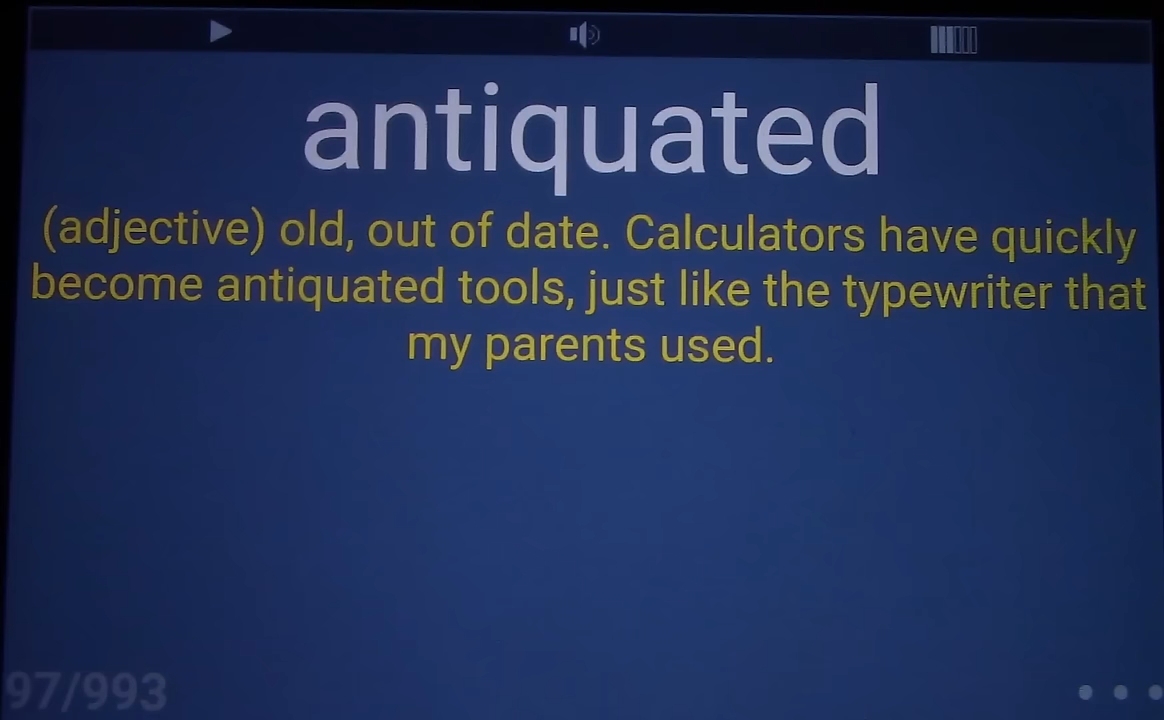 antiquated
(adjective) old, out of date. Calculators have quickly
become antiquated tools, just like the typewriter that
my parents used.
97/993